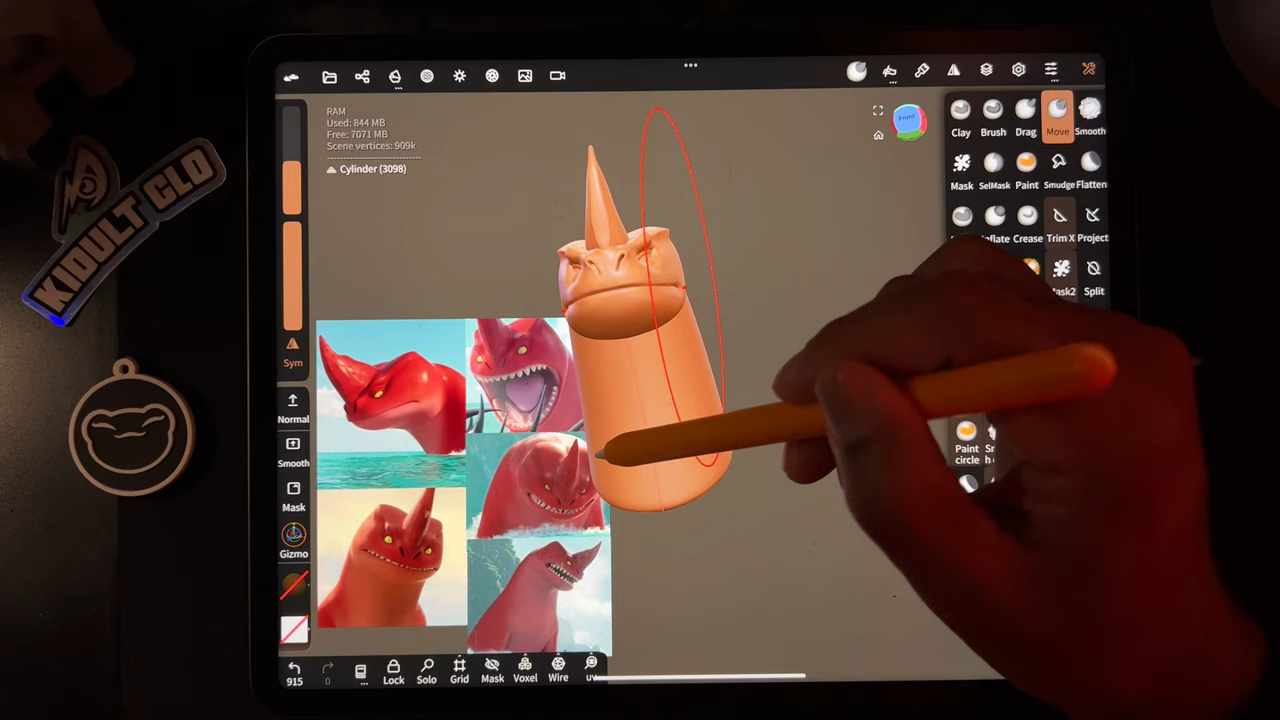 KIDULT CLO
RAM
Used: 844 MB
Free: 7071 MB
Scene vertices: 909k
Cylinder (3098)
Front
Clay Brush Drag Move Smooth
Mask SelMask Paint Smudge Flatten
Crease Trim X Project
Split
Paint
circle
Sym
Normal
Smooth
Mask
Gizmo
915 0 Lock Solo Grid Mask Voxel Wire